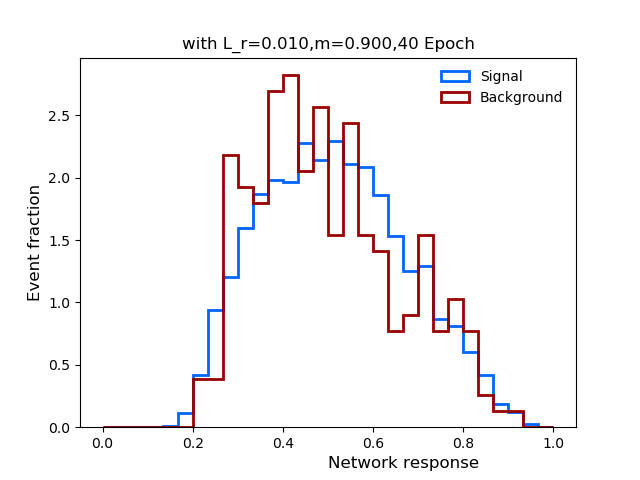 with L_r=0.010,m=0.900,40 Epoch
Signal
Background
Event fraction
2.5
2.0
1.5
1.0
0.5
0.0
0.0 0.2 0.4 0.6 0.8 1.0
Network response